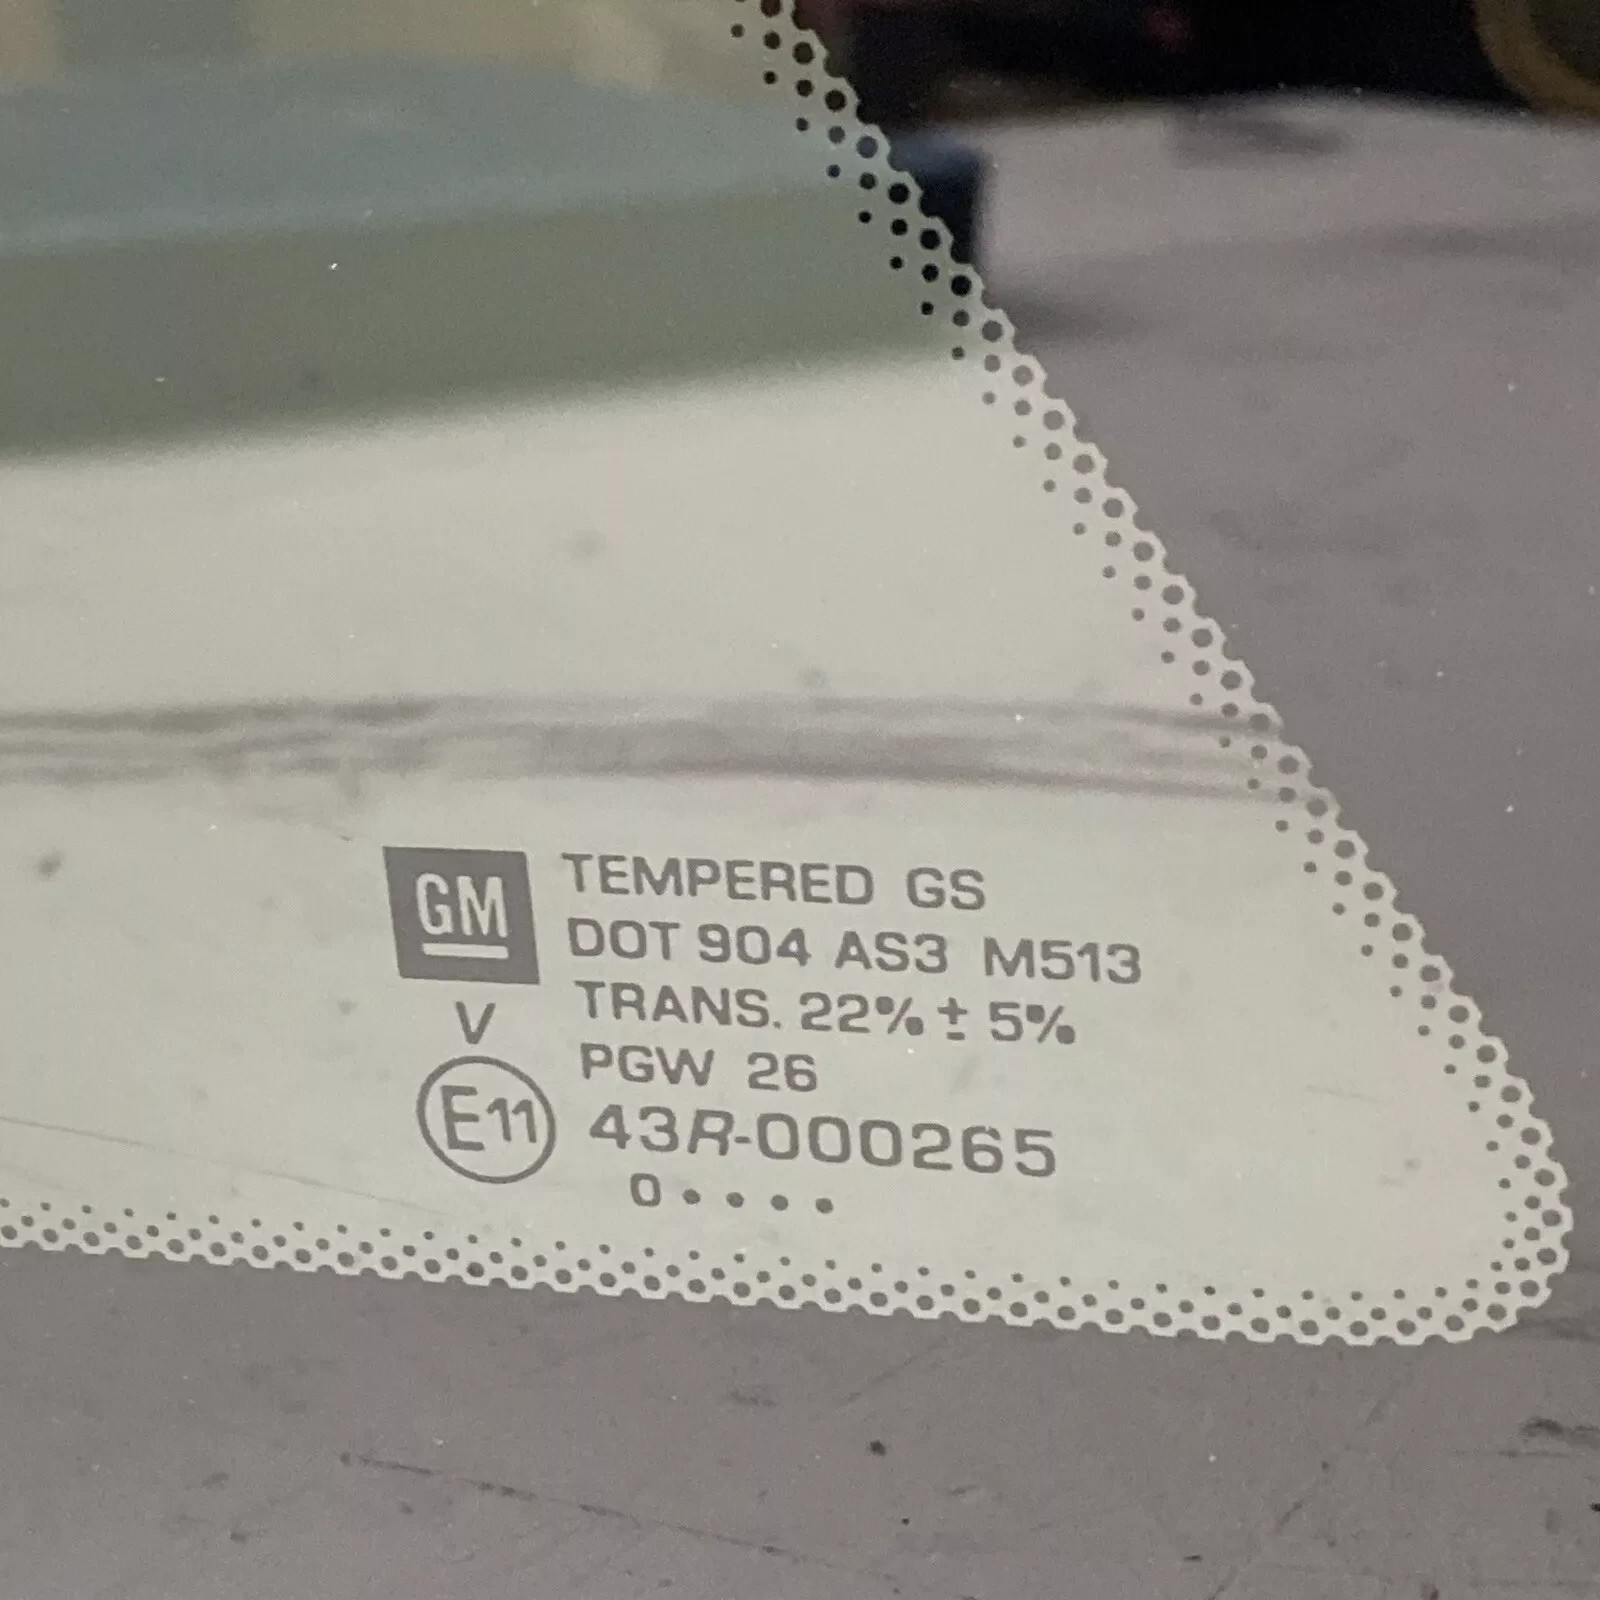 GM
TEMPERED GS
DOT 904 AS3 M513
TRANS. 22% ± 5%
V
PGW 26
E11
43R-000265
0 • • • •